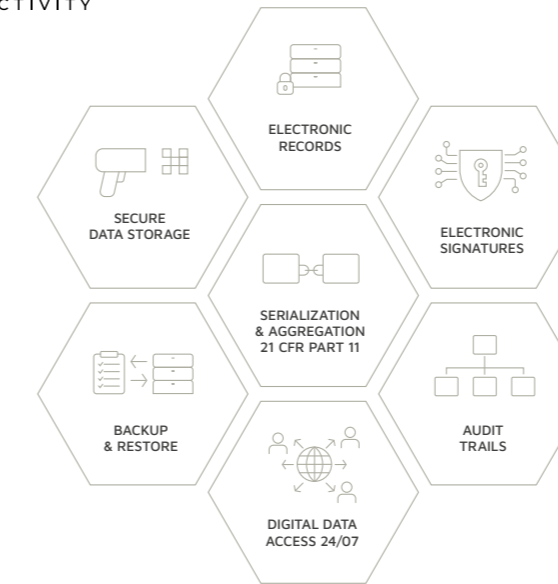 ELECTRONIC
RECORDS
SECURE
DATA STORAGE
ELECTRONIC
SIGNATURES
SERIALIZATION
& AGGREGATION
21 CFR PART 11
BACKUP
& RESTORE
AUDIT
TRAILS
DIGITAL DATA
ACCESS 24/07